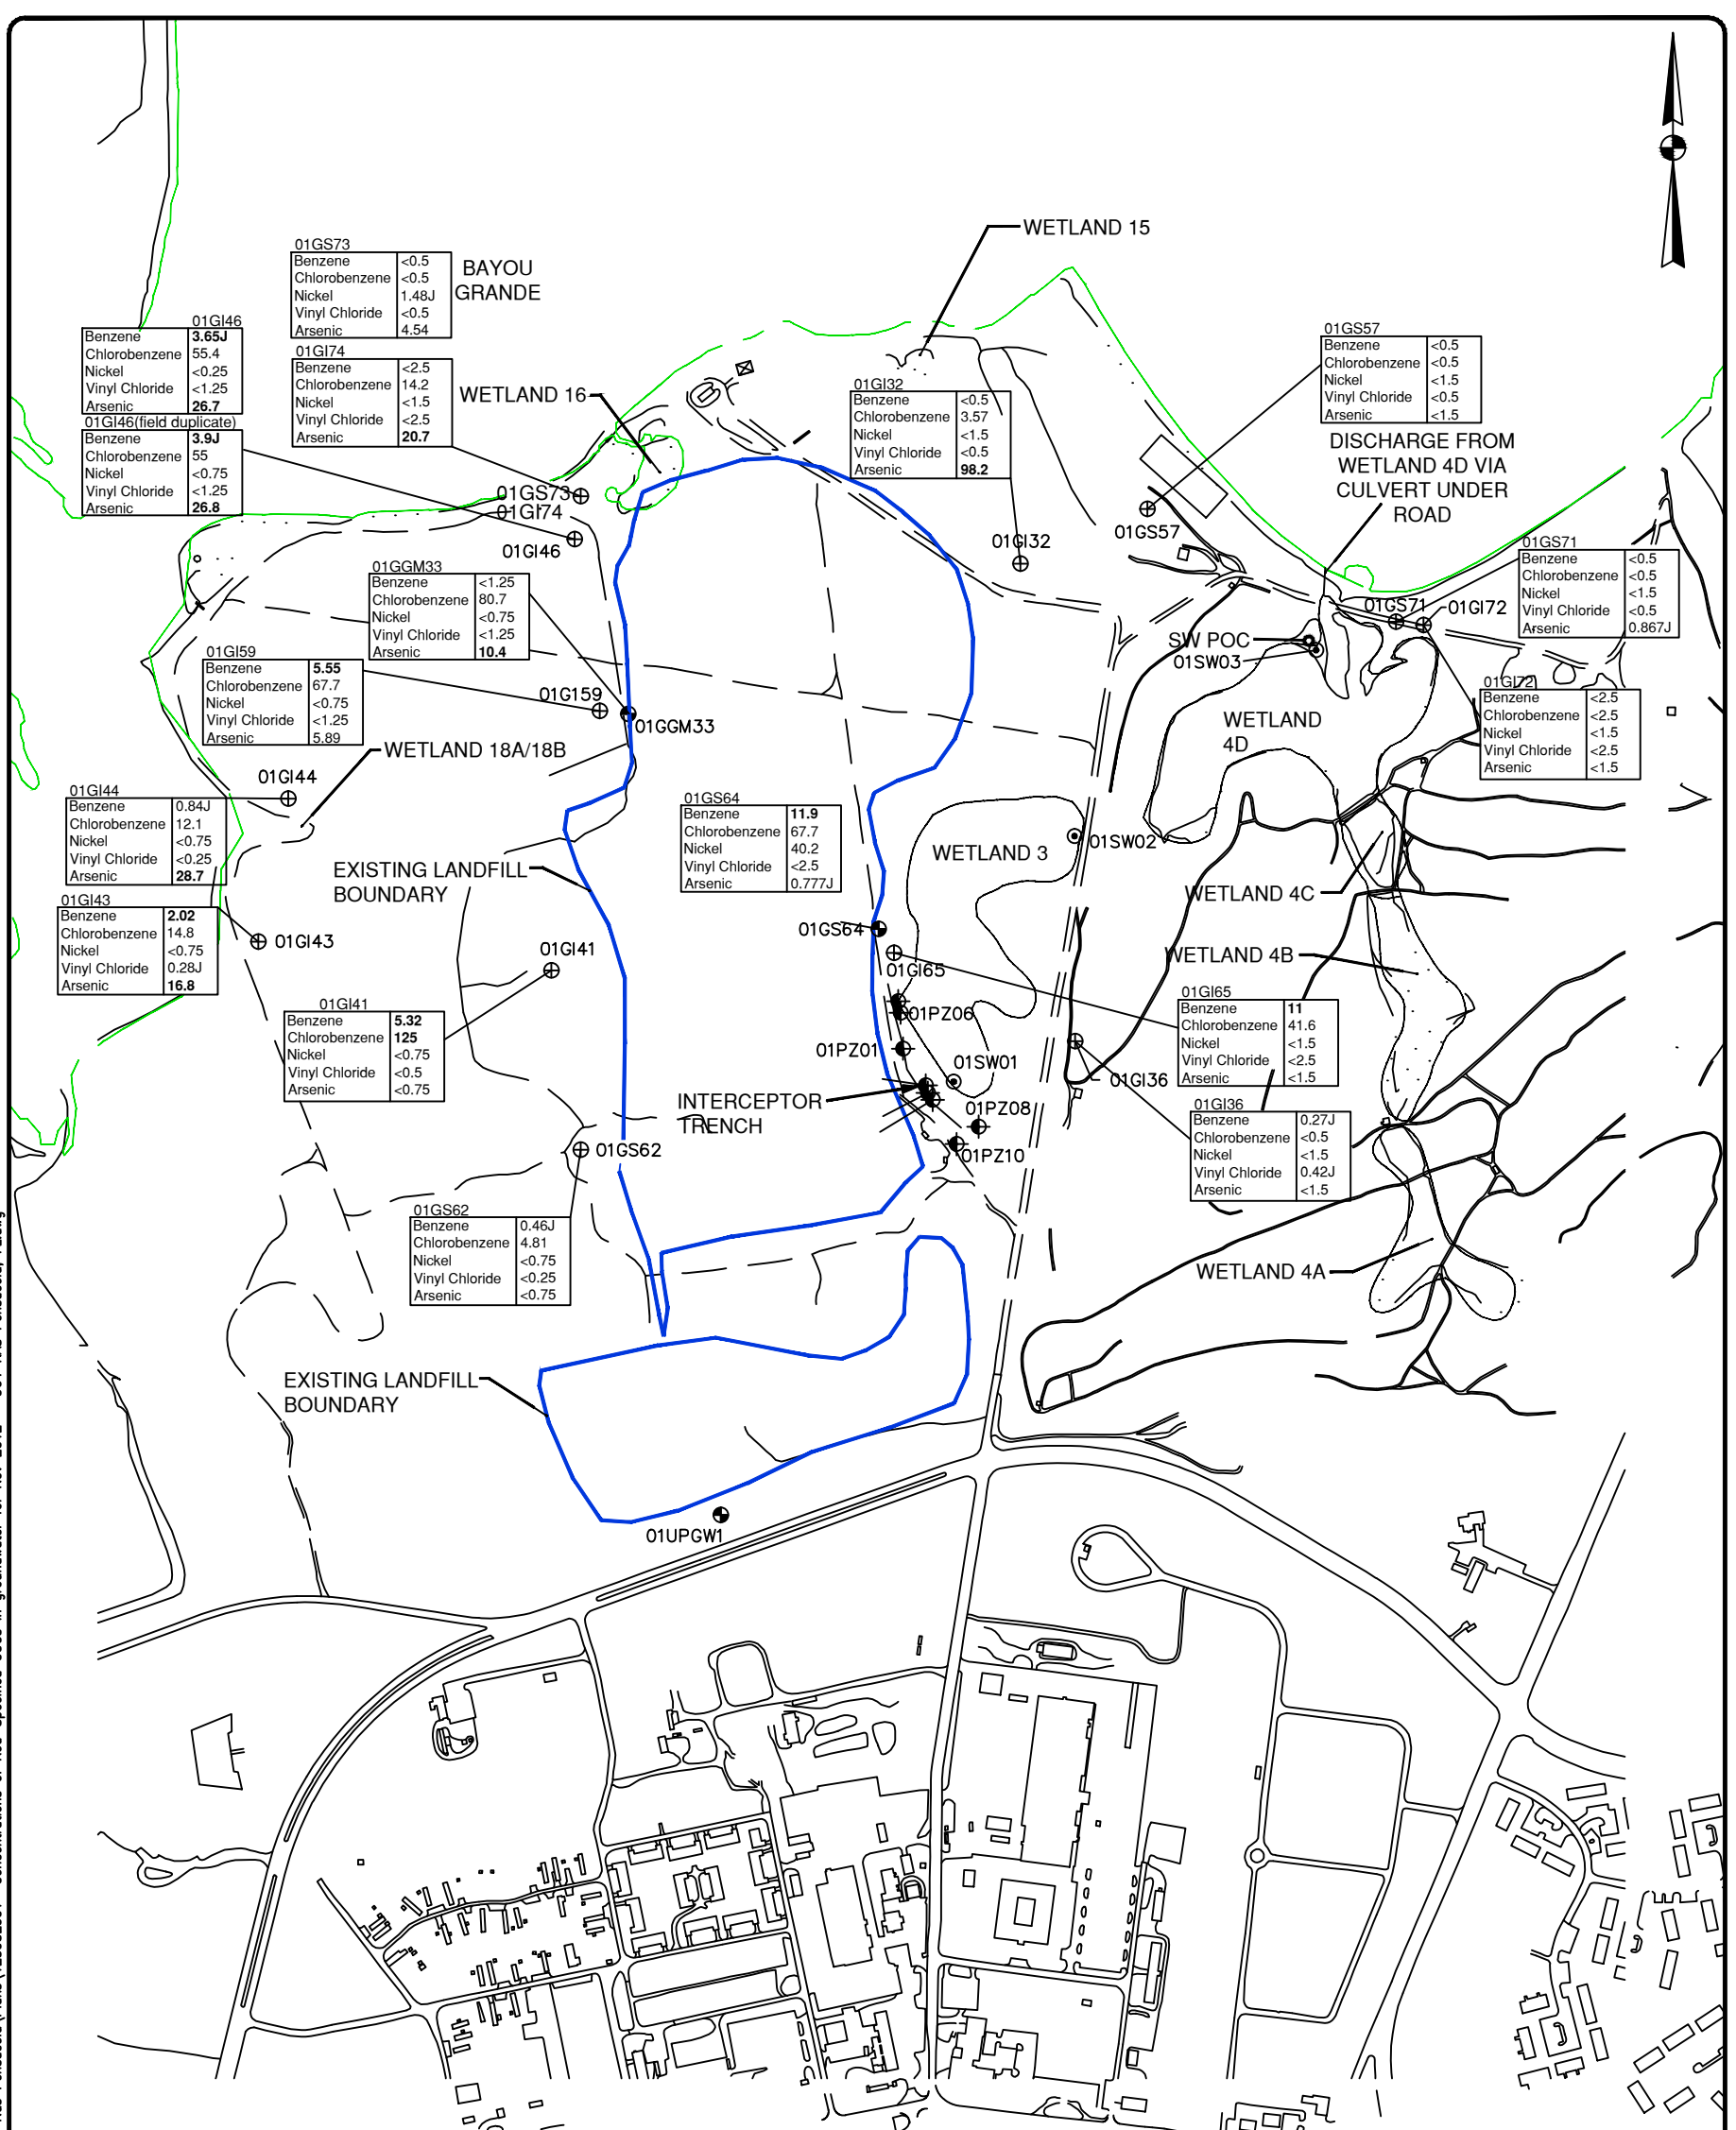 WETLAND 15
01GS73
Benzene <0.5
Chlorobenzene <0.5
Nickel 1.48J
Vinyl Chloride <0.5
Arsenic 4.54
BAYOU
GRANDE
01GI46
Benzene 3.65J
Chlorobenzene 55.4
Nickel <0.25
Vinyl Chloride <1.25
Arsenic 26.7
01GI46(field duplicate)
Benzene 3.9J
Chlorobenzene 55
Nickel <0.75
Vinyl Chloride <1.25
Arsenic 26.8
01GI74
Benzene <2.5
Chlorobenzene 14.2
Nickel <1.5
Vinyl Chloride <2.5
Arsenic 20.7
WETLAND 16
01GI32
Benzene <0.5
Chlorobenzene 3.57
Nickel <1.5
Vinyl Chloride <0.5
Arsenic 98.2
01GS57
Benzene <0.5
Chlorobenzene <0.5
Nickel <1.5
Vinyl Chloride <0.5
Arsenic <1.5
DISCHARGE FROM
WETLAND 4D VIA
CULVERT UNDER
ROAD
01GS73
01GI74
01GI46
01GI32
01GS57
01GS71
Benzene <0.5
Chlorobenzene <0.5
Nickel <1.5
Vinyl Chloride <0.5
Arsenic 0.867J
01GGM33
Benzene <1.25
Chlorobenzene 80.7
Nickel <0.75
Vinyl Chloride <1.25
Arsenic 10.4
01GS71
01GI72
SW POC
01SW03
01GI59
Benzene 5.55
Chlorobenzene 67.7
Nickel <0.75
Vinyl Chloride <1.25
Arsenic 5.89
01G159
01GGM33
01GI72
Benzene <2.5
Chlorobenzene <2.5
Nickel <1.5
Vinyl Chloride <2.5
Arsenic <1.5
WETLAND
4D
WETLAND 18A/18B
01GI44
01GI44
Benzene 0.84J
Chlorobenzene 12.1
Nickel <0.75
Vinyl Chloride <0.25
Arsenic 28.7
01GS64
Benzene 11.9
Chlorobenzene 67.7
Nickel 40.2
Vinyl Chloride <2.5
Arsenic 0.777J
WETLAND 3
01SW02
EXISTING LANDFILL
BOUNDARY
WETLAND 4C
01GI43
Benzene 2.02
Chlorobenzene 14.8
Nickel <0.75
Vinyl Chloride 0.28J
Arsenic 16.8
01GI43
01GI41
01GS64
01GI65
WETLAND 4B
01GI41
Benzene 5.32
Chlorobenzene 125
Nickel <0.75
Vinyl Chloride <0.5
Arsenic <0.75
01PZ06
01PZ01
01SW01
01GI65
Benzene 11
Chlorobenzene 41.6
Nickel <1.5
Vinyl Chloride <2.5
Arsenic <1.5
01GI36
INTERCEPTOR
TRENCH
01PZ08
01PZ10
01GI36
Benzene 0.27J
Chlorobenzene <0.5
Nickel <1.5
Vinyl Chloride 0.42J
Arsenic <1.5
01GS62
01GS62
Benzene 0.46J
Chlorobenzene 4.81
Nickel <0.75
Vinyl Chloride <0.25
Arsenic <0.75
WETLAND 4A
EXISTING LANDFILL
BOUNDARY
01UPGW1